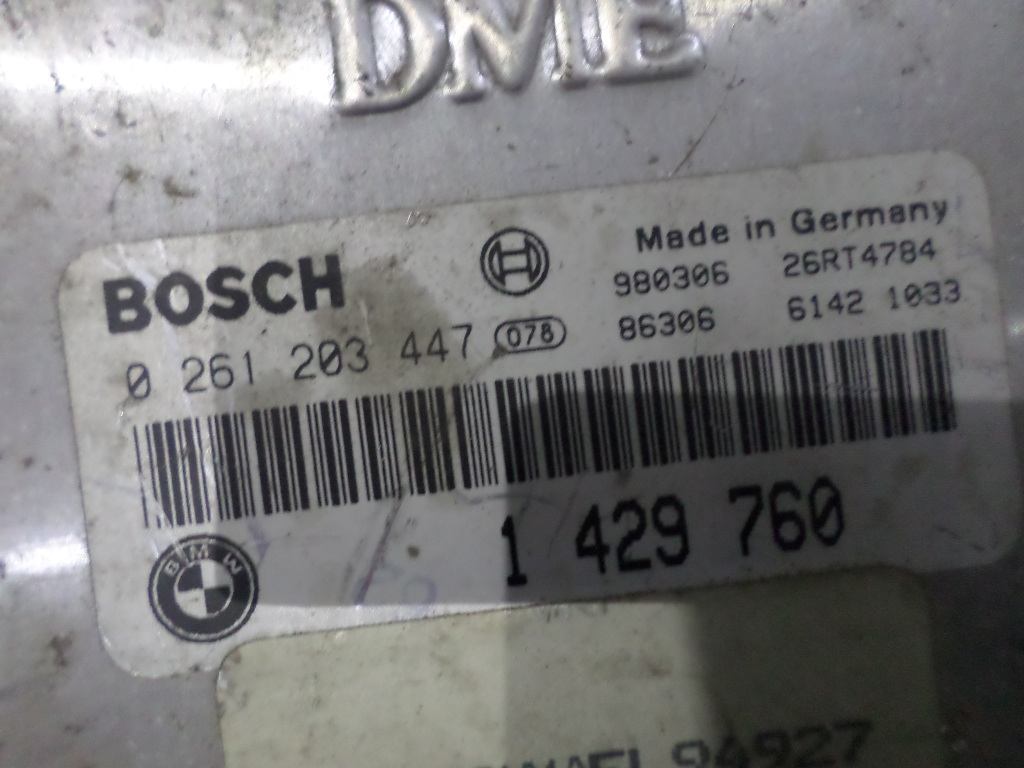 DME
BOSCH
Made in Germany
980306 26RT4784
0 261 203 447 078 86306 6142 1033
1 429 760
BMW
94927